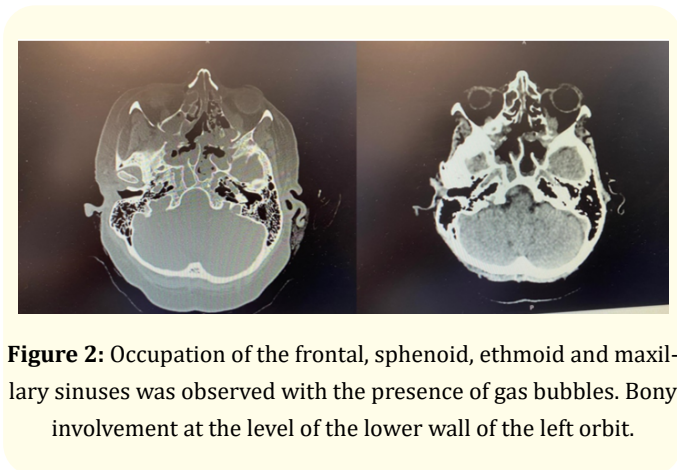 Figure 2: Occupation of the frontal, sphenoid, ethmoid and maxil-
lary sinuses was observed with the presence of gas bubbles. Bony
involvement at the level of the lower wall of the left orbit.